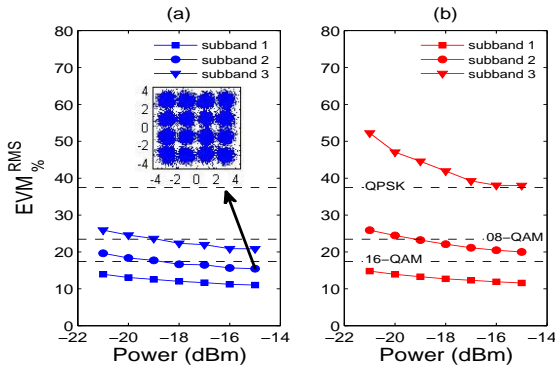 (a)
(b)
80
70
60
50
40
30
20
10
0
EVM%RMS
subband 1
subband 2
subband 3
4
2
0
-2
-4
-4 -2 0 2 4
−22 −20 −18 −16 −14
Power (dBm)
80
70
60
50
40
30
20
10
0
subband 1
subband 2
subband 3
QPSK
08−QAM
16−QAM
−22 −20 −18 −16 −14
Power (dBm)